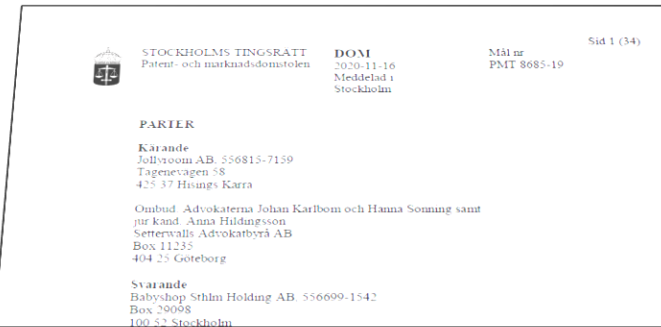 Sid 1 (34)
STOCKHOLMS TINGSRÄTT
Patent- och marknadsdomstolen
DOM
2020-11-16
Meddelad i
Stockholm
Mål nr
PMT 8685-19
PARTER
Kärande
Jollyroom AB, 556815-7159
Tagenevägen 58
425 37 Hisings Kärra
Ombud: Advokaterna Johan Karlbom och Hanna Sonning samt
jur.kand. Anna Hildingsson
Setterwalls Advokatbyrå AB
Box 11235
404 25 Göteborg
Svarande
Babyshop Sthlm Holding AB, 556699-1542
Box 29098
100 52 Stockholm